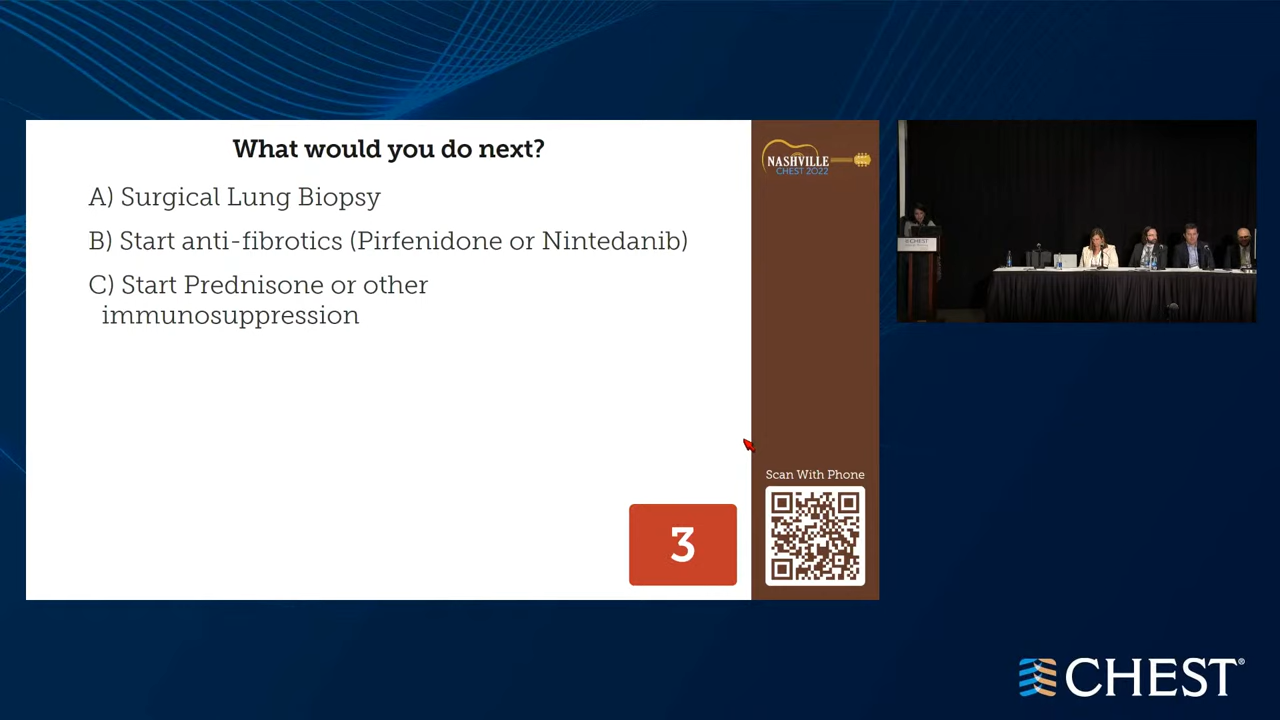 What would you do next?
A) Surgical Lung Biopsy
B) Start anti-fibrotics (Pirfenidone or Nintedanib)
C) Start Prednisone or other
immunosuppression
3
NASHVILLE
CHEST 2022
Scan With Phone
CHEST
CHEST®